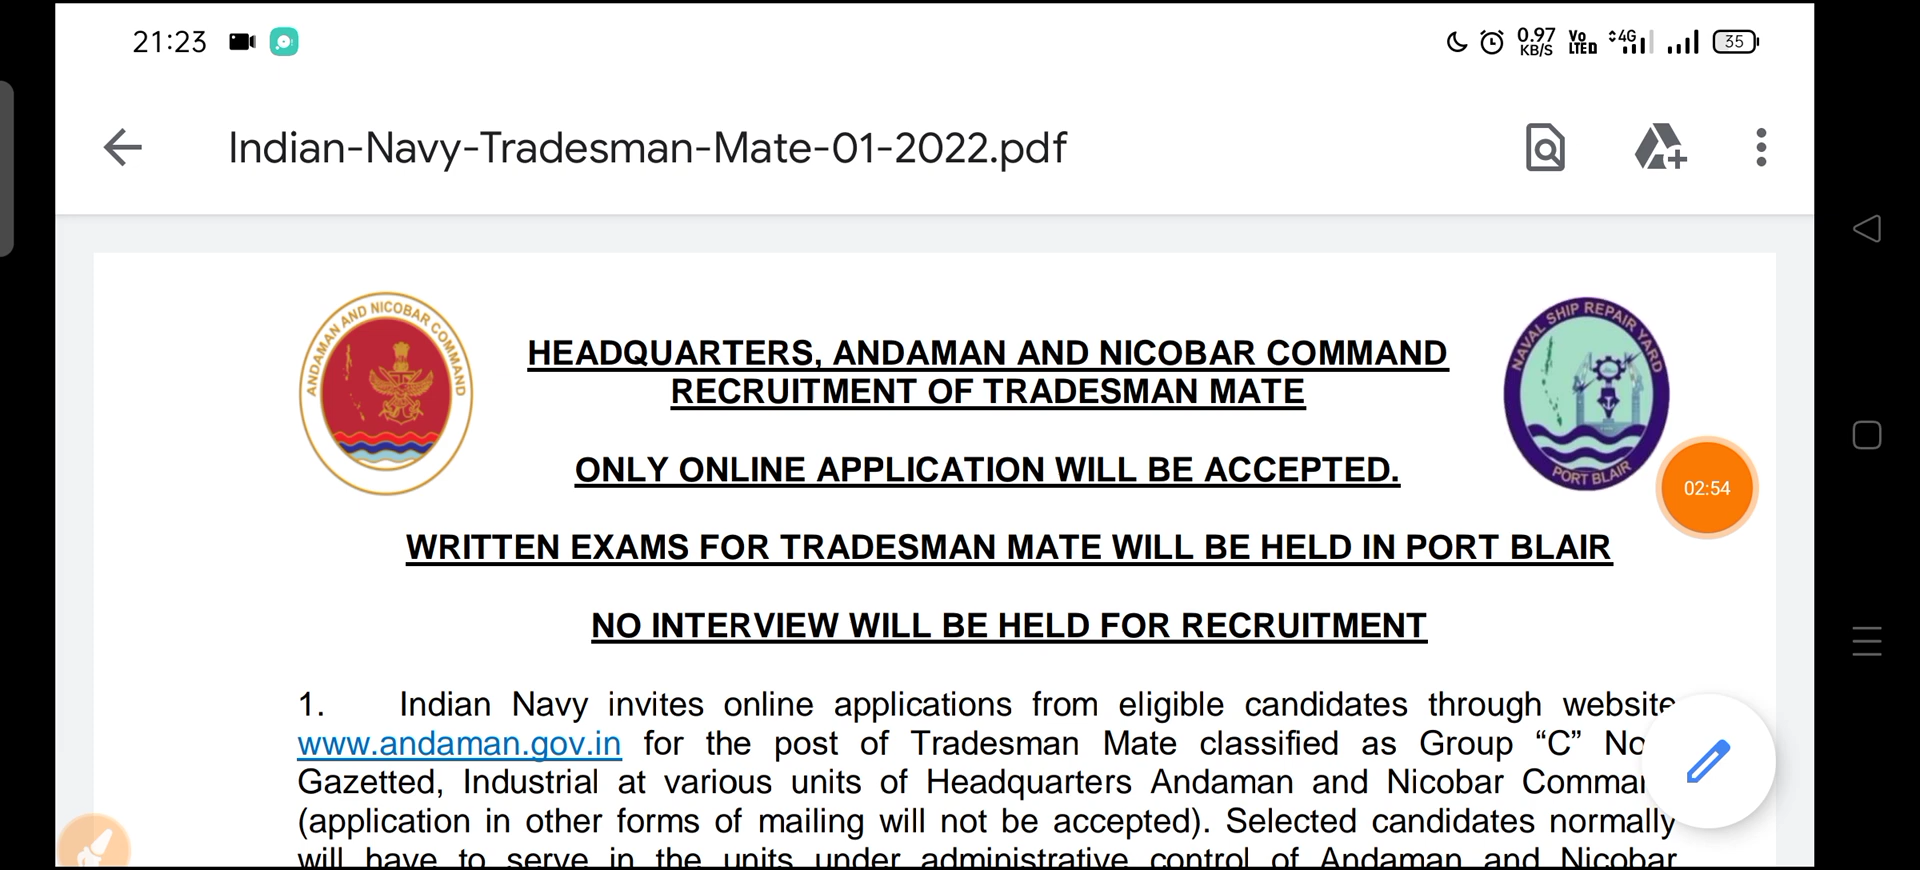 21:23 0.97 KB/S Vo LTE 4G 35
Indian-Navy-Tradesman-Mate-01-2022.pdf
ANDAMAN AND NICOBAR COMMAND
NAVAL SHIP REPAIR YARD
PORT BLAIR
HEADQUARTERS, ANDAMAN AND NICOBAR COMMAND
RECRUITMENT OF TRADESMAN MATE
ONLY ONLINE APPLICATION WILL BE ACCEPTED.
02:54
WRITTEN EXAMS FOR TRADESMAN MATE WILL BE HELD IN PORT BLAIR
NO INTERVIEW WILL BE HELD FOR RECRUITMENT
1. Indian Navy invites online applications from eligible candidates through website
www.andaman.gov.in for the post of Tradesman Mate classified as Group “C” No
Gazetted, Industrial at various units of Headquarters Andaman and Nicobar Comman
(application in other forms of mailing will not be accepted). Selected candidates normally
will have to serve in the units under administrative control of Andaman and Nicobar